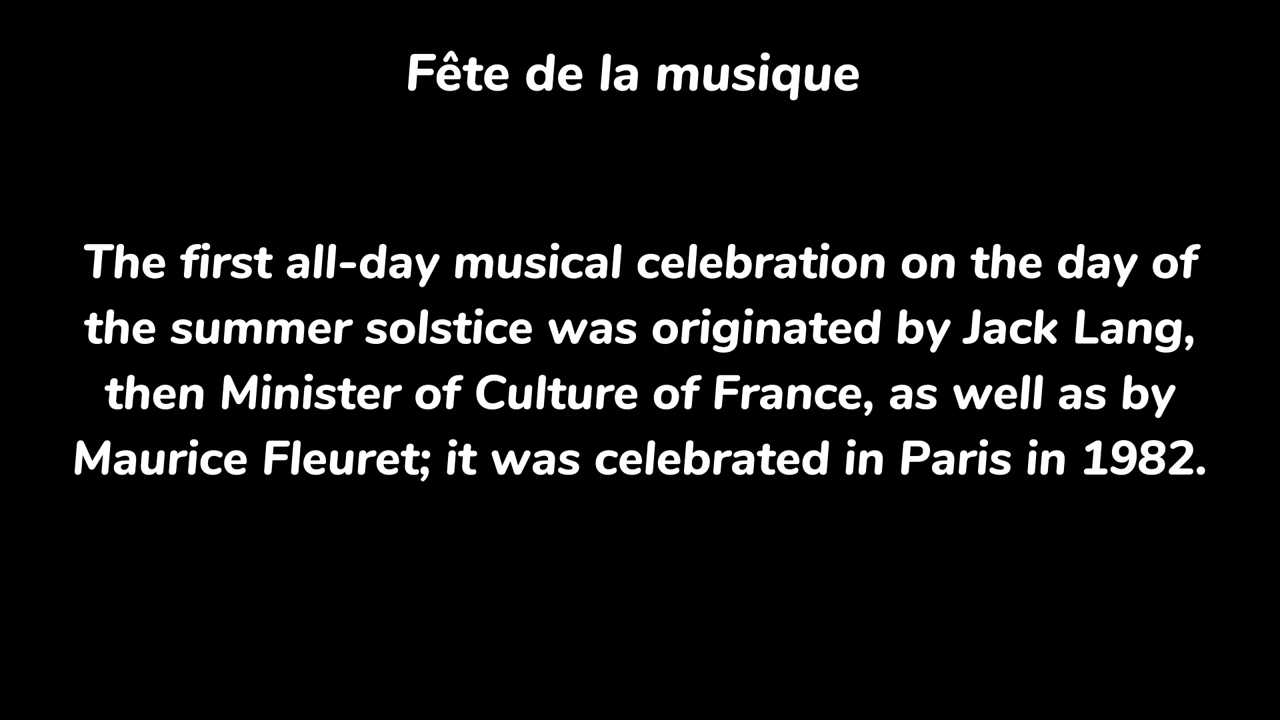 Fête de la musique
The first all-day musical celebration on the day of
the summer solstice was originated by Jack Lang,
then Minister of Culture of France, as well as by
Maurice Fleuret; it was celebrated in Paris in 1982.